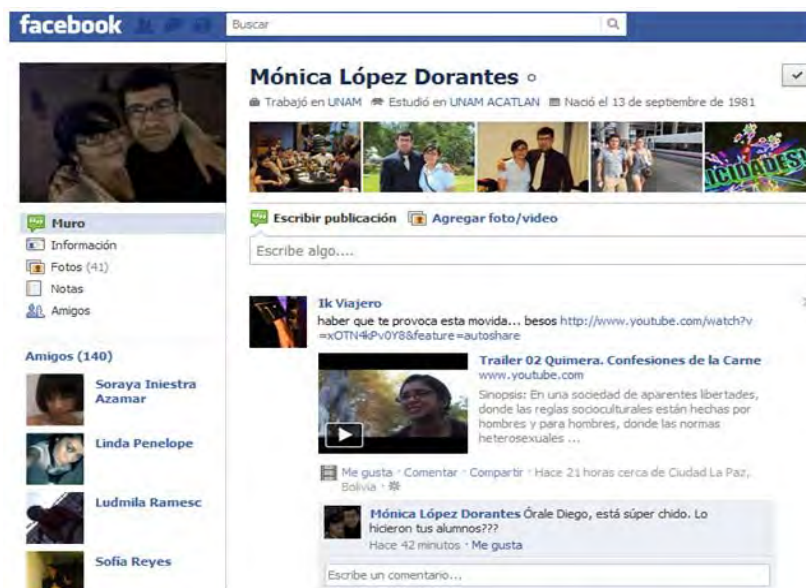 facebook
Buscar
Mónica López Dorantes
Trabajó en UNAM Estudió en UNAM ACATLAN Nació el 13 de septiembre de 1981
ICIDADES!
Escribir publicación Agregar foto/video
Escribe algo....
Muro
Información
Fotos (41)
Notas
Amigos
Amigos (140)
Soraya Iniestra
Azamar
Linda Penelope
Ludmila Ramesc
Sofía Reyes
Ik Viajero
haber que te provoca esta movida... besos http://www.youtube.com/watch?v
=xOTN4kPv0Y8&feature=autoshare
Trailer 02 Quimera. Confesiones de la Carne
www.youtube.com
Sinopsis: En una sociedad de aparentes libertades,
donde las reglas socioculturales están hechas por
hombres y para hombres, donde las normas
heterosexuales ...
Me gusta · Comentar · Compartir · Hace 21 horas cerca de Ciudad La Paz,
Bolivia ·
Mónica López Dorantes Órale Diego, está súper chido. Lo
hicieron tus alumnos???
Hace 42 minutos · Me gusta
Escribe un comentario...